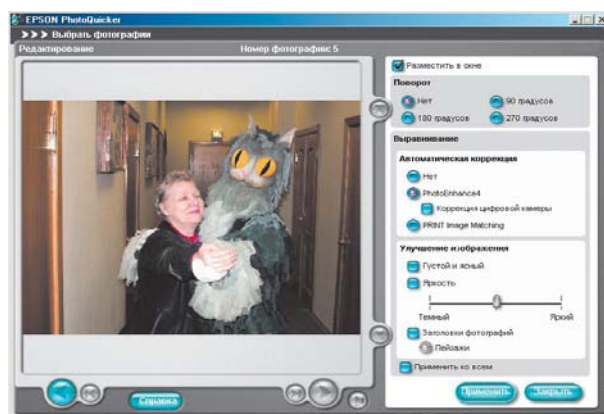 EPSON PhotoQuicker
>>> Выбрать фотографии
Редактирование Номер фотографии: 5
Разместить в окне
Поворот
Нет 90 градусов
180 градусов 270 градусов
Выравнивание
Автоматическая коррекция
Нет
PhotoEnhance4
Коррекция цифровой камеры
PRINT Image Matching
Улучшение изображения
Густой и ясный
Яркость
Темный Яркий
Заголовки фотографий
Пейзажи
Применить ко всем
Справка Применить Закрыть